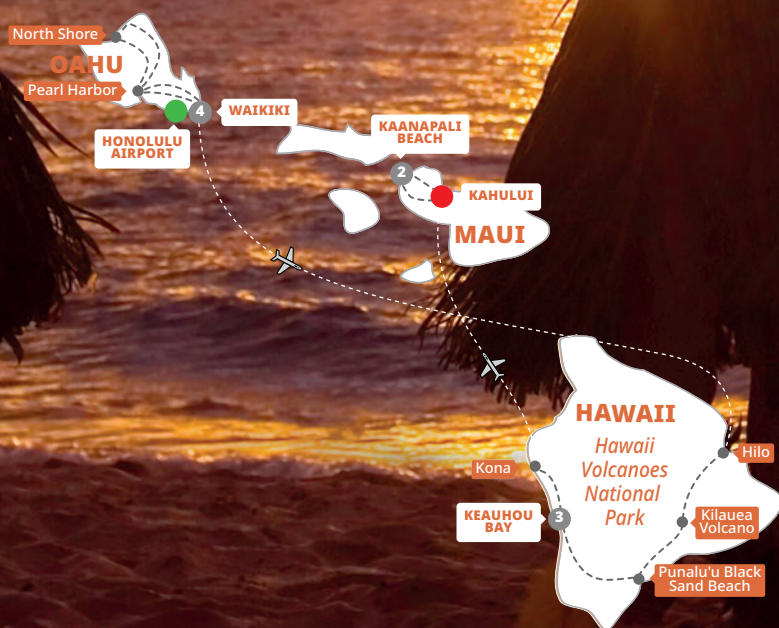 North Shore
OAHU
Pearl Harbor
4
WAIKIKI
HONOLULU
AIRPORT
KAANAPALI
BEACH
2
KAHULUI
MAUI
HAWAII
Hawaii
Volcanoes
National
Park
Kona
Hilo
KEAUHOU
BAY
3
Kilauea
Volcano
Punalu'u Black
Sand Beach